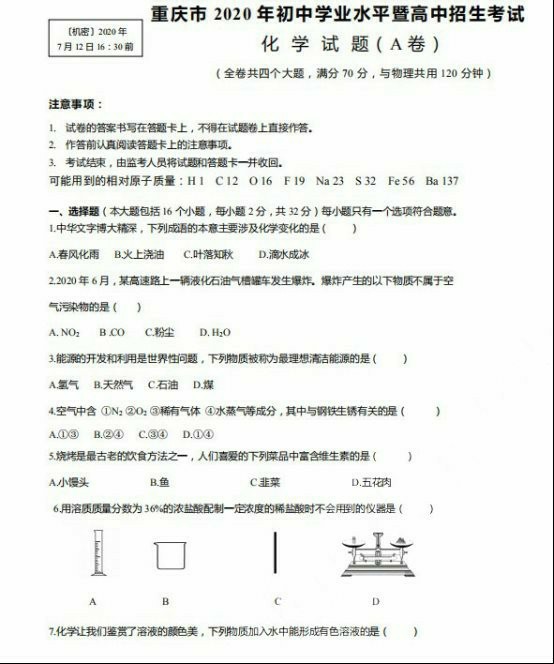 〔机密〕2020 年
7 月 12 日 16：30 前
重庆市 2020 年初中学业水平暨高中招生考试
化 学 试 题（A 卷）
（全卷共四个大题，满分 70 分，与物理共用 120 分钟）
注意事项：
1. 试卷的答案书写在答题卡上，不得在试题卷上直接作答。
2. 作答前认真阅读答题卡上的注意事项。
3. 考试结束，由监考人员将试题和答题卡一并收回。
可能用到的相对原子质量：H 1 C 12 O 16 F 19 Na 23 S 32 Fe 56 Ba 137
一、选择题（本大题包括 16 个小题，每小题 2 分，共 32 分）每小题只有一个选项符合题意。
1.中华文字博大精深，下列成语的本意主要涉及化学变化的是（ ）
A.春风化雨 B.火上浇油 C.叶落知秋 D.滴水成冰
2.2020 年 6 月，某高速路上一辆液化石油气槽罐车发生爆炸。爆炸产生的以下物质不属于空
气污染物的是（ ）
A. NO₂ B .CO C.粉尘 D. H₂O
3.能源的开发和利用是世界性问题，下列物质被称为最理想清洁能源的是（ ）
A.氢气 B.天然气 C.石油 D.煤
4.空气中含 ①N₂ ②O₂ ③稀有气体 ④水蒸气等成分，其中与钢铁生锈有关的是（ ）
A.①③ B.②④ C.③④ D.①④
5.烧烤是最古老的饮食方法之一，人们喜爱的下列菜品中富含维生素的是（ ）
A.小馒头 B.鱼 C.韭菜 D.五花肉
6.用溶质质量分数为 36%的浓盐酸配制一定浓度的稀盐酸时不会用到的仪器是（ ）
A B C D
7.化学让我们鉴赏了溶液的颜色美，下列物质加入水中能形成有色溶液的是（ ）